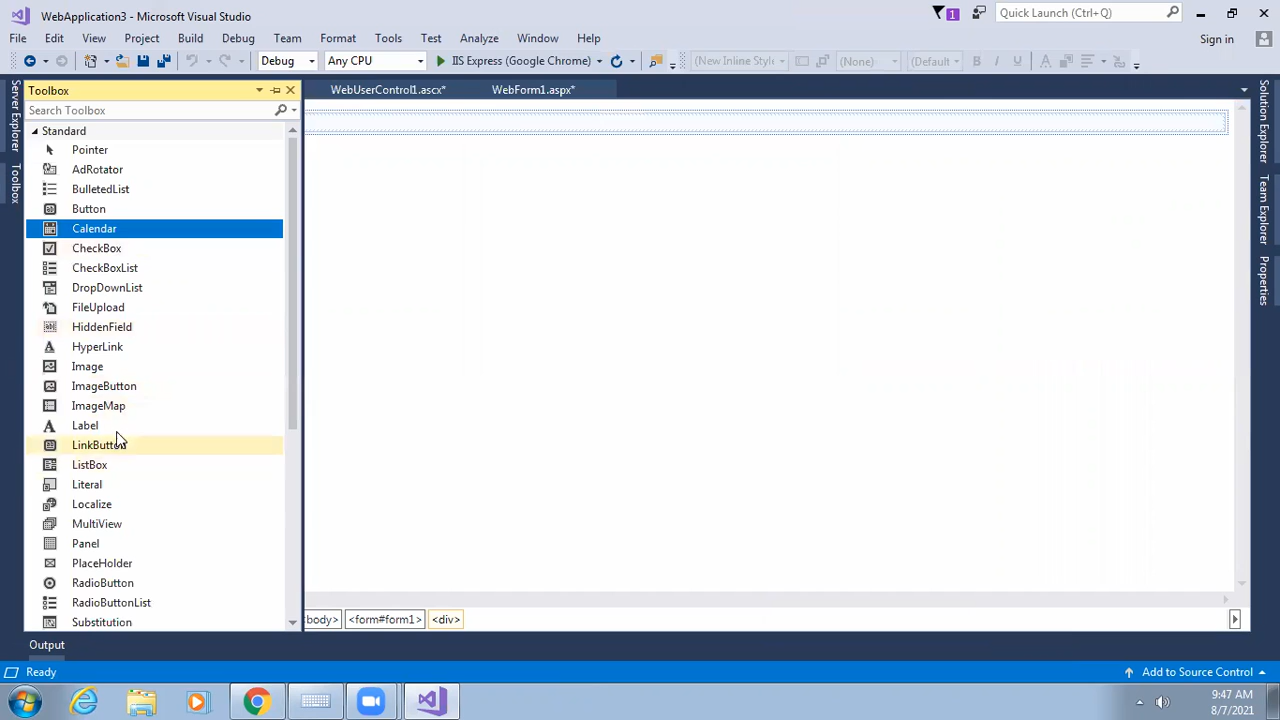 WebApplication3 - Microsoft Visual Studio
1
Quick Launch (Ctrl+Q)
File Edit View Project Build Debug Team Format Tools Test Analyze Window Help
Sign in
Debug Any CPU IIS Express (Google Chrome) (New Inline Style) (None) (Default) B I U
Toolbox
WebUserControl1.ascx* WebForm1.aspx*
Search Toolbox
Standard
Pointer
AdRotator
BulletedList
Button
Calendar
CheckBox
CheckBoxList
DropDownList
FileUpload
HiddenField
HyperLink
Image
ImageButton
ImageMap
Label
LinkButton
ListBox
Literal
Localize
MultiView
Panel
PlaceHolder
RadioButton
RadioButtonList
Substitution
Server Explorer
Toolbox
Solution Explorer
Team Explorer
Properties
body> <form#form1> <div>
Output
Ready
Add to Source Control
9:47 AM
8/7/2021